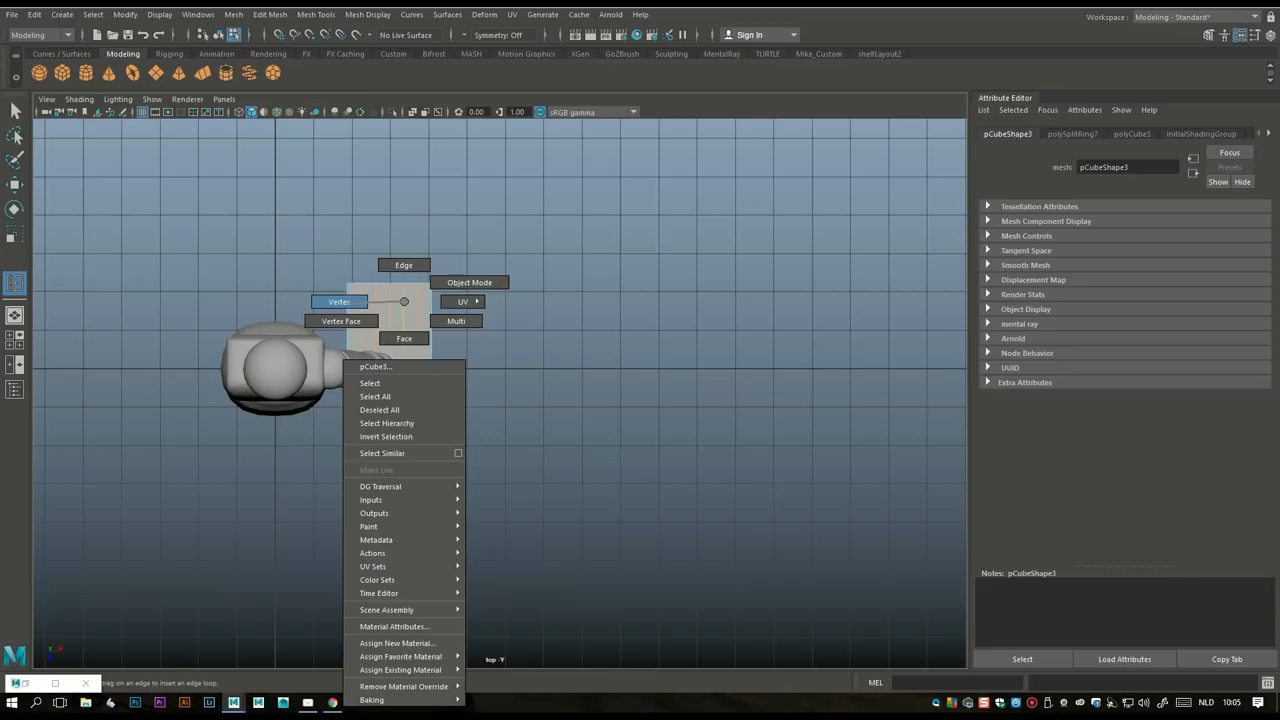 File Edit Create Select Modify Display Windows Mesh Edit Mesh Mesh Tools Mesh Display Curves Surfaces Deform UV Generate Cache Arnold Help
Workspace : Modeling - Standard*
Modeling
No Live Surface
Symmetry: Off
Sign In
Curves / Surfaces Modeling Rigging Animation Rendering FX FX Caching Custom Bifrost MASH Motion Graphics XGen GoZBrush Sculpting MentalRay TURTLE Mike_Custom shelfLayout2
View Shading Lighting Show Renderer Panels
0.00
1.00
sRGB gamma
Edge
Object Mode
Vertex
UV
Vertex Face
Multi
Face
pCube3...
Select
Select All
Deselect All
Select Hierarchy
Invert Selection
Select Similar
Make Live
DG Traversal
Inputs
Outputs
Paint
Metadata
Actions
UV Sets
Color Sets
Time Editor
Scene Assembly
Material Attributes...
Assign New Material...
Assign Favorite Material
Assign Existing Material
Remove Material Override
Baking
top -Y
Attribute Editor
List Selected Focus Attributes Show Help
pCubeShape3 polySplitRing7 polyCube3 initialShadingGroup
Focus
mesh: pCubeShape3
Presets
Show Hide
Tessellation Attributes
Mesh Component Display
Mesh Controls
Tangent Space
Smooth Mesh
Displacement Map
Render Stats
Object Display
mental ray
Arnold
Node Behavior
UUID
Extra Attributes
Notes: pCubeShape3
Select Load Attributes Copy Tab
drag on an edge to insert an edge loop.
MEL
NLD 10:05